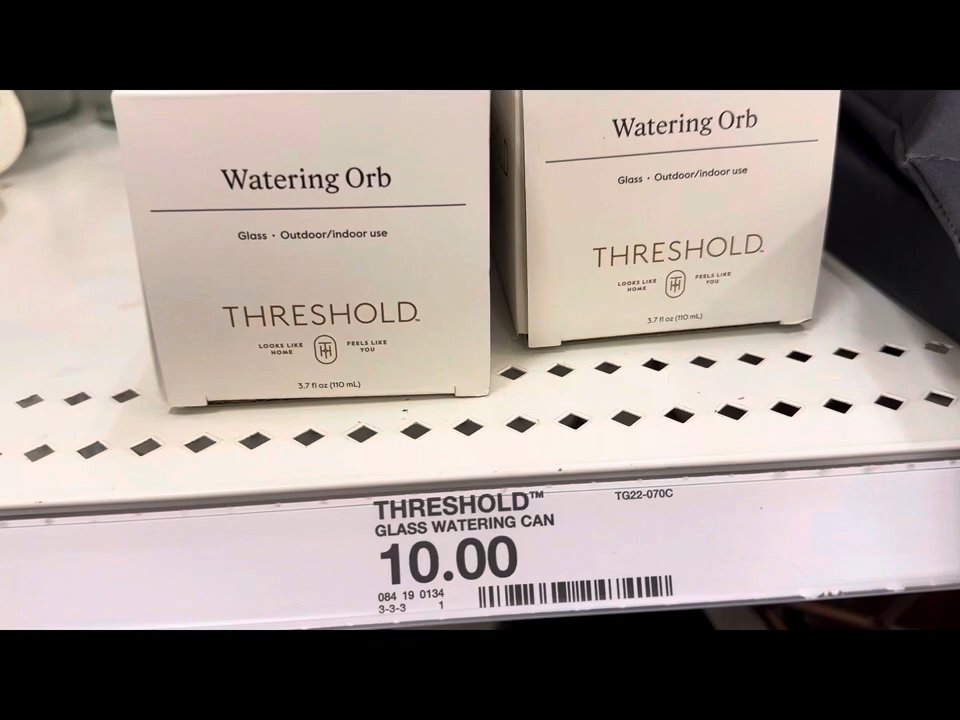 Watering Orb
Glass • Outdoor/indoor use
THRESHOLD™
LOOKS LIKE HOME FEELS LIKE YOU
3.7 fl oz (110 mL)
Watering Orb
Glass • Outdoor/indoor use
THRESHOLD™
LOOKS LIKE HOME FEELS LIKE YOU
3.7 fl oz (110 mL)
THRESHOLD™ TG22-070C
GLASS WATERING CAN
10.00
084 19 0134
3-3-3 1